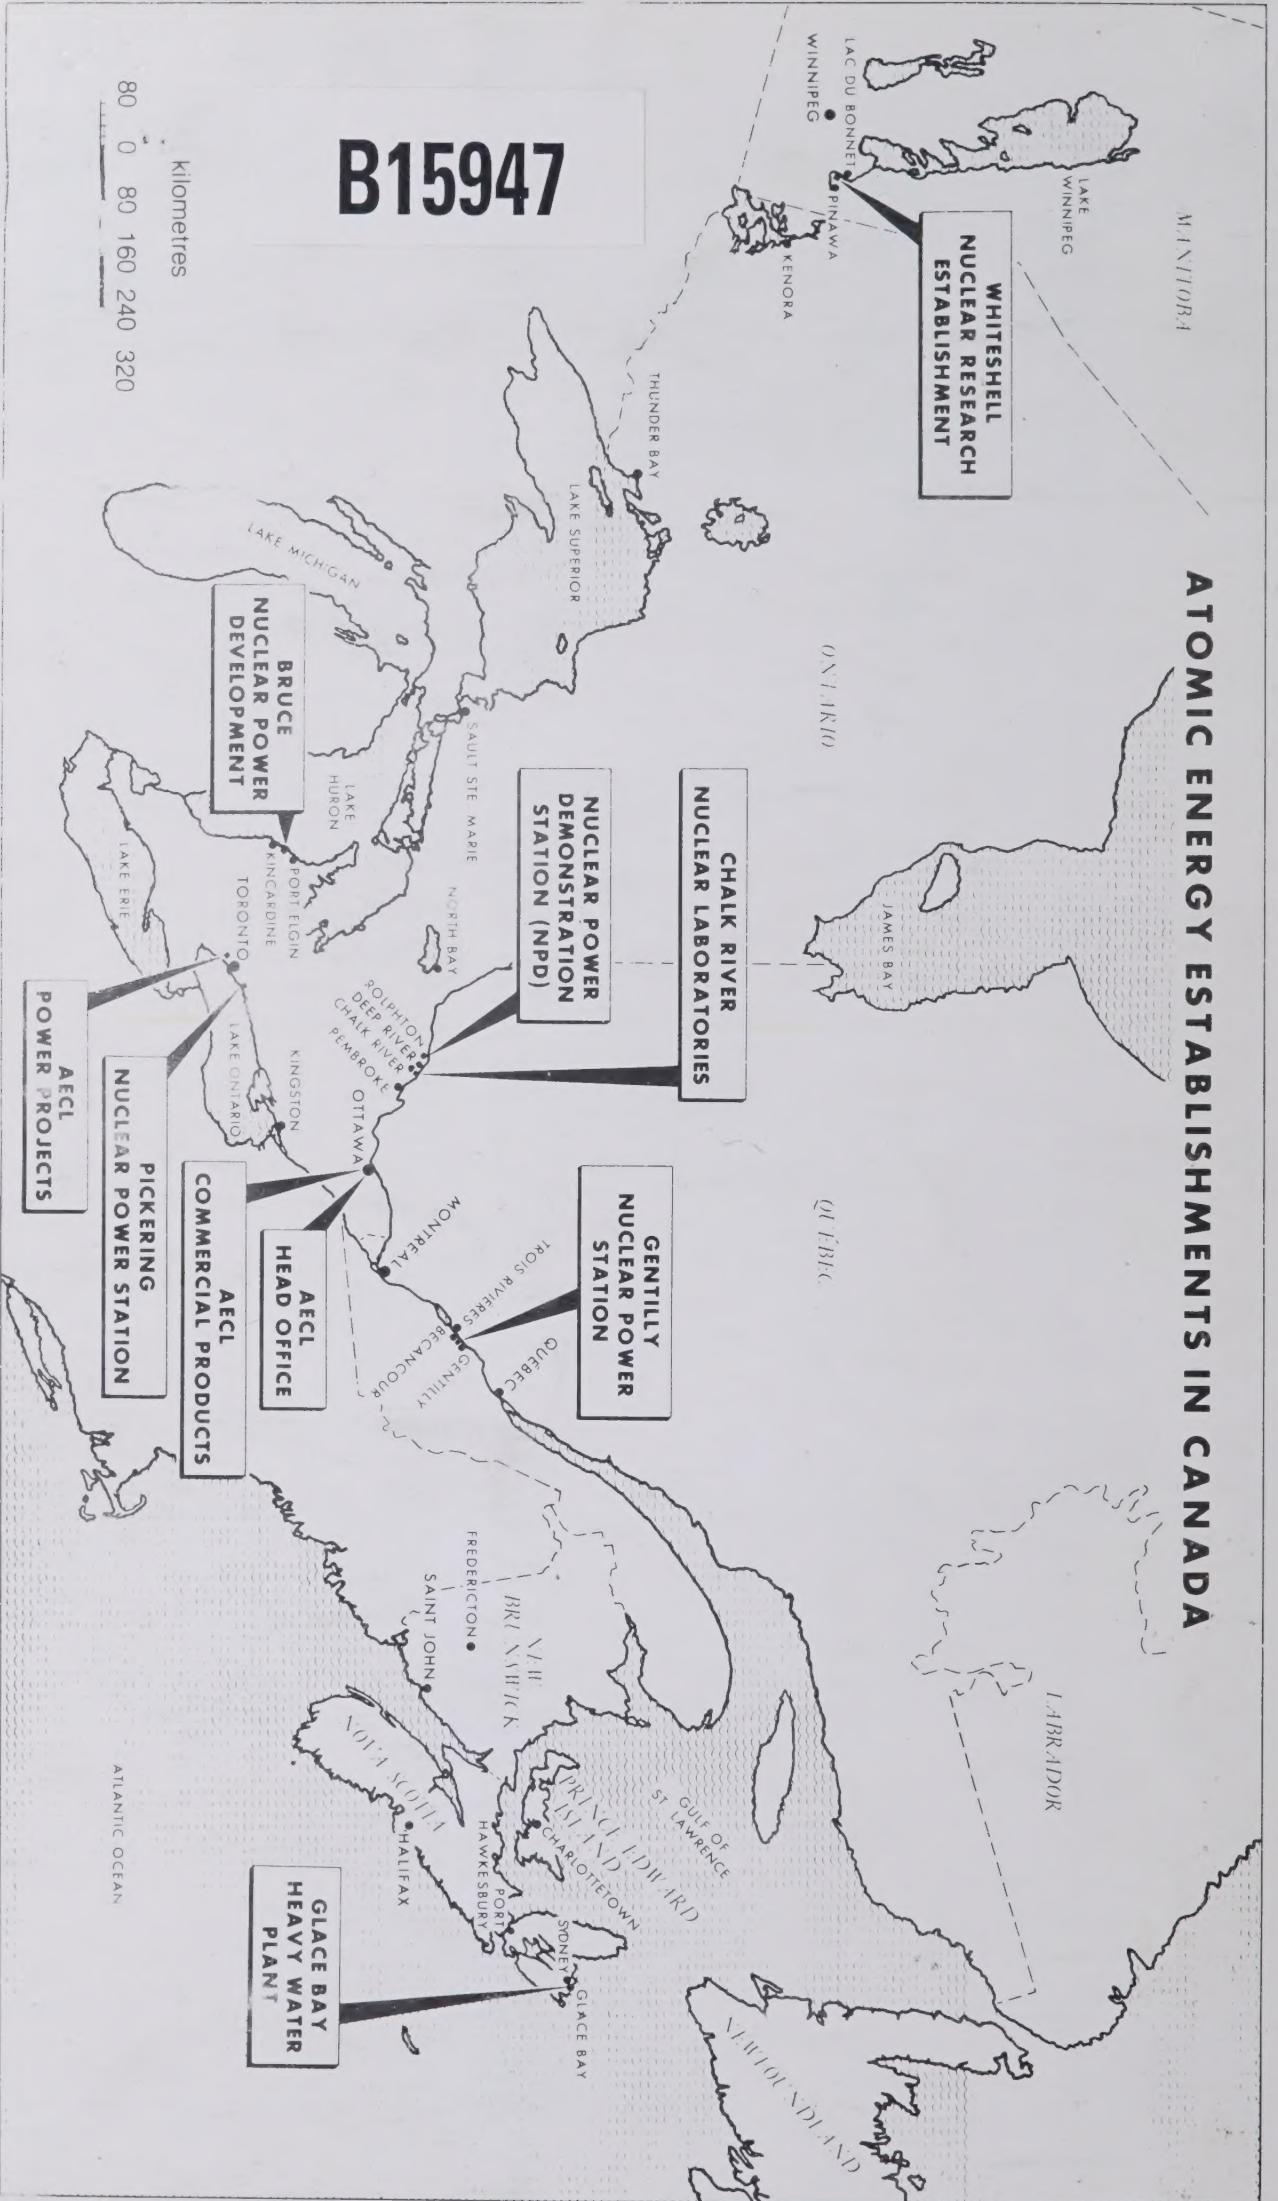 ATOMIC ENERGY ESTABLISHMENTS IN CANADA
MANITOBA
LAKE
WINNIPEG
LAC DU BONNET
WINNIPEG
PINAWA
KENORA
WHITESHELL
NUCLEAR RESEARCH
ESTABLISHMENT
ONTARIO
JAMES BAY
QUÉBEC
LABRADOR
THUNDER BAY
LAKE SUPERIOR
SAULT STE. MARIE
NORTH BAY
LAKE MICHIGAN
LAKE
HURON
BRUCE
NUCLEAR POWER
DEVELOPMENT
PORT ELGIN
KINCARDINE
TORONTO
LAKE ERIE
LAKE ONTARIO
KINGSTON
CHALK RIVER
NUCLEAR LABORATORIES
NUCLEAR POWER
DEMONSTRATION
STATION (NPD)
ROLPHTON
DEEP RIVER
CHALK RIVER
PEMBROKE
OTTAWA
MONTREAL
TROIS RIVIÈRES
BECANCOUR
GENTILLY
QUÉBEC
GENTILLY
NUCLEAR POWER
STATION
AECL
HEAD OFFICE
AECL
COMMERCIAL PRODUCTS
PICKERING
NUCLEAR POWER STATION
AECL
POWER PROJECTS
FREDERICTON
SAINT JOHN
NEW
BRUNSWICK
NOVA SCOTIA
HALIFAX
PRINCE EDWARD
ISLAND
CHARLOTTETOWN
GULF OF
ST LAWRENCE
PORT
HAWKESBURY
SYDNEY
GLACE BAY
GLACE BAY
HEAVY WATER
PLANT
NEWFOUNDLAND
ATLANTIC OCEAN
B15947
kilometres
80 0 80 160 240 320